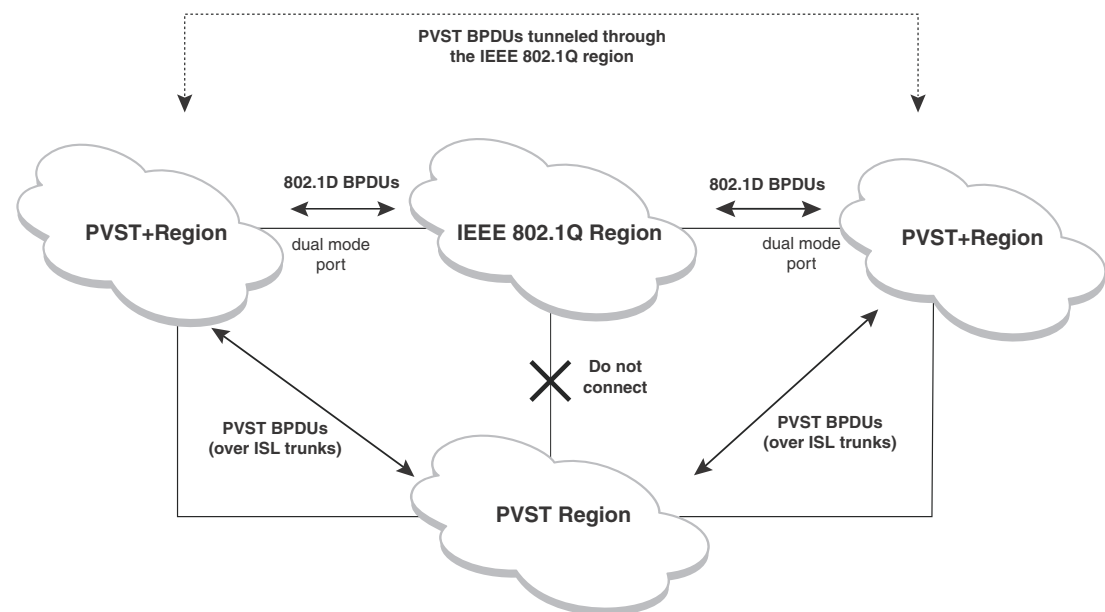 PVST BPDUs tunneled through
the IEEE 802.1Q region
802.1D BPDUs
802.1D BPDUs
PVST+Region
IEEE 802.1Q Region
PVST+Region
dual mode
port
dual mode
port
Do not
connect
PVST BPDUs
(over ISL trunks)
PVST BPDUs
(over ISL trunks)
PVST Region